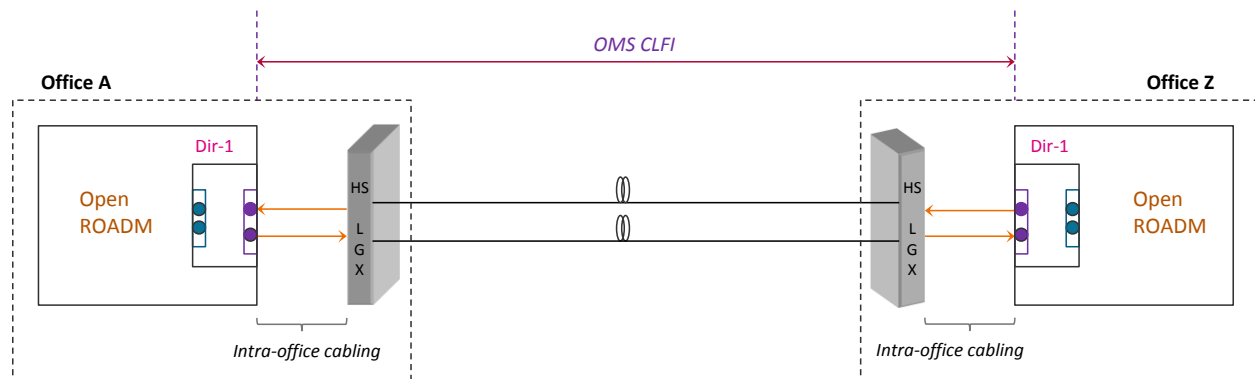 OMS CLFI
Office A
Office Z
Dir-1
Dir-1
Open
ROADM
HS
L
G
X
HS
L
G
X
Open
ROADM
Intra-office cabling
Intra-office cabling